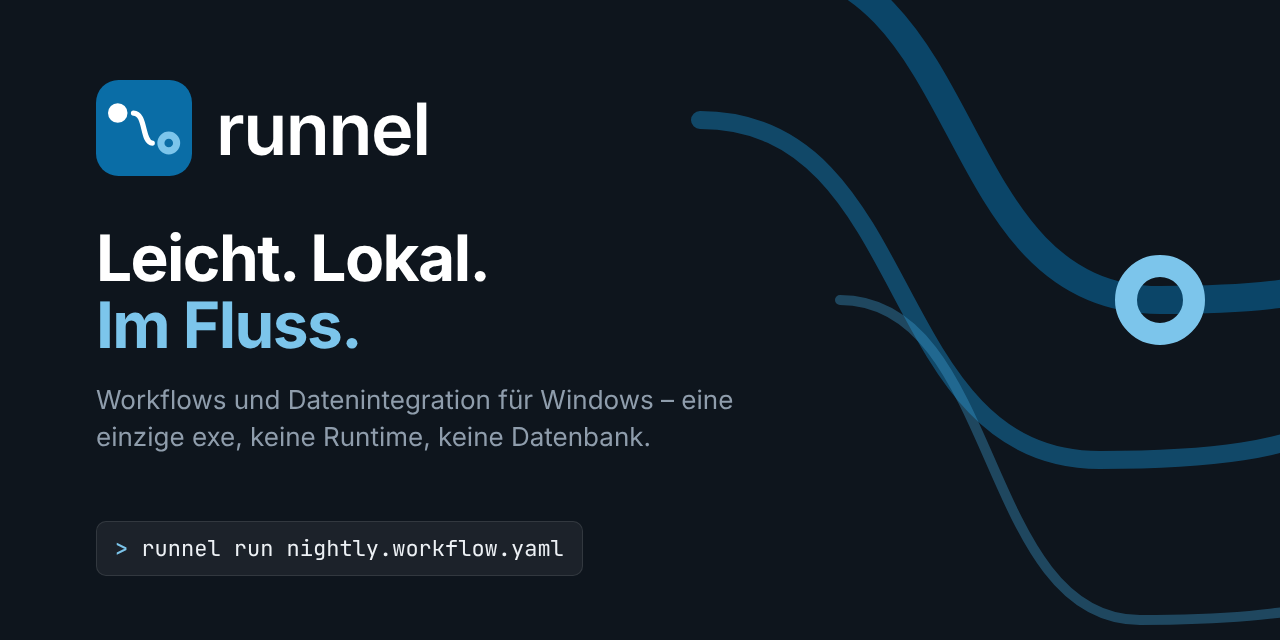 runnel
Leicht. Lokal.
Im Fluss.
Workflows und Datenintegration für Windows – eine
einzige exe, keine Runtime, keine Datenbank.
> runnel run nightly.workflow.yaml